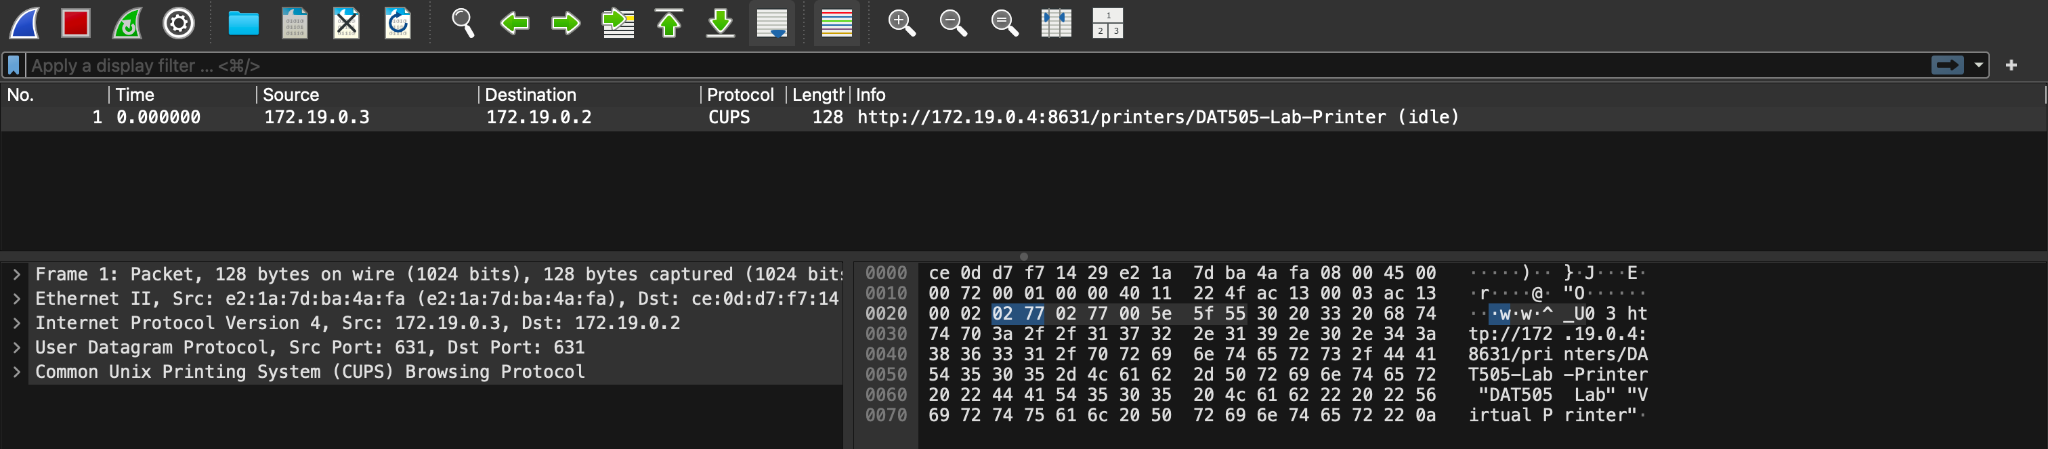 Apply a display filter ... <⌘/>
No. Time Source Destination Protocol Length Info
1 0.000000 172.19.0.3 172.19.0.2 CUPS 128 http://172.19.0.4:8631/printers/DAT505-Lab-Printer (idle)
Frame 1: Packet, 128 bytes on wire (1024 bits), 128 bytes captured (1024 bits
Ethernet II, Src: e2:1a:7d:ba:4a:fa (e2:1a:7d:ba:4a:fa), Dst: ce:0d:d7:f7:14
Internet Protocol Version 4, Src: 172.19.0.3, Dst: 172.19.0.2
User Datagram Protocol, Src Port: 631, Dst Port: 631
Common Unix Printing System (CUPS) Browsing Protocol
0000 ce 0d d7 f7 14 29 e2 1a 7d ba 4a fa 08 00 45 00 ·····)·· }·J···E·
0010 00 72 00 01 00 00 40 11 22 4f ac 13 00 03 ac 13 ·r····@· "O······
0020 00 02 02 77 02 77 00 5e 5f 55 30 20 33 20 68 74 ···w·w·^ _U0 3 ht
0030 74 70 3a 2f 2f 31 37 32 2e 31 39 2e 30 2e 34 3a tp://172 .19.0.4:
0040 38 36 33 31 2f 70 72 69 6e 74 65 72 73 2f 44 41 8631/pri nters/DA
0050 54 35 30 35 2d 4c 61 62 2d 50 72 69 6e 74 65 72 T505-Lab -Printer
0060 20 22 44 41 54 35 30 35 20 4c 61 62 22 20 22 56 "DAT505 Lab" "V
0070 69 72 74 75 61 6c 20 50 72 69 6e 74 65 72 22 0a irtual P rinter"·